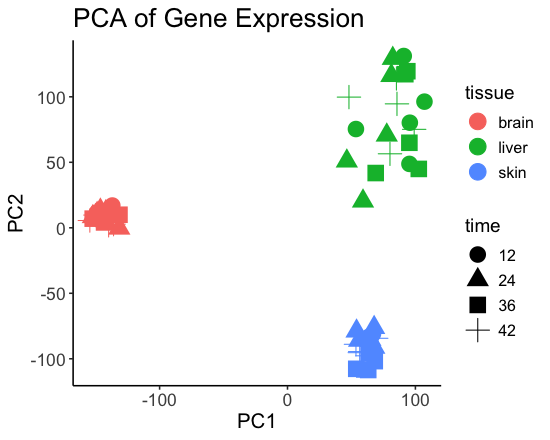 PCA of Gene Expression
PC2
100
50
0
-50
-100
-100 0 100
PC1
tissue
brain
liver
skin
time
12
24
36
42